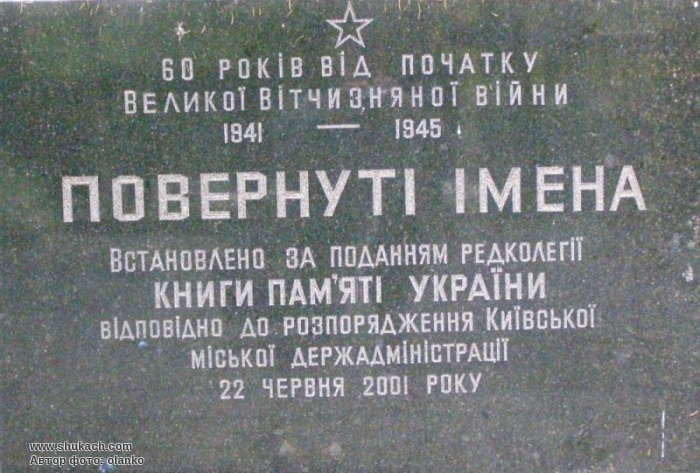 60 РОКІВ ВІД ПОЧАТКУ
ВЕЛИКОЇ ВІТЧИЗНЯНОЇ ВІЙНИ
1941 — 1945
ПОВЕРНУТІ ІМЕНА
ВСТАНОВЛЕНО ЗА ПОДАННЯМ РЕДКОЛЕГІЇ
КНИГИ ПАМ'ЯТІ УКРАЇНИ
ВІДПОВІДНО ДО РОЗПОРЯДЖЕННЯ КИЇВСЬКОЇ
МІСЬКОЇ ДЕРЖАДМІНІСТРАЦІЇ
22 ЧЕРВНЯ 2001 РОКУ
www.shukach.com
Автор фото: olanko